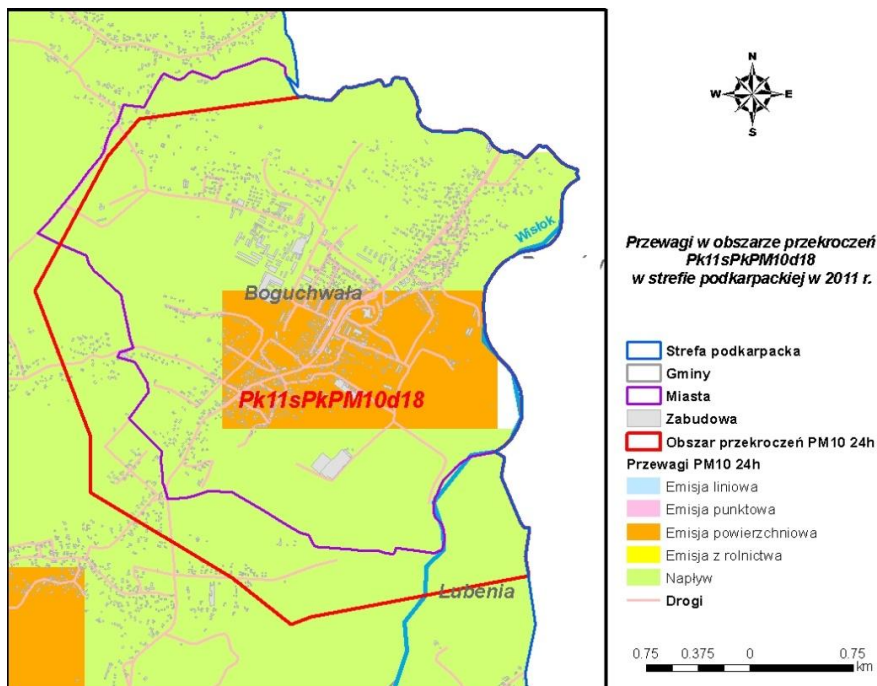 N
W E
S
Wisłok
Boguchwała
Pk11sPkPM10d18
Lubenia
Przewagi w obszarze przekroczeń
Pk11sPkPM10d18
w strefie podkarpackiej w 2011 r.
Strefa podkarpacka
Gminy
Miasta
Zabudowa
Obszar przekroczeń PM10 24h
Przewagi PM10 24h
Emisja liniowa
Emisja punktowa
Emisja powierzchniowa
Emisja z rolnictwa
Napływ
Drogi
0.75 0.375 0 0.75
km